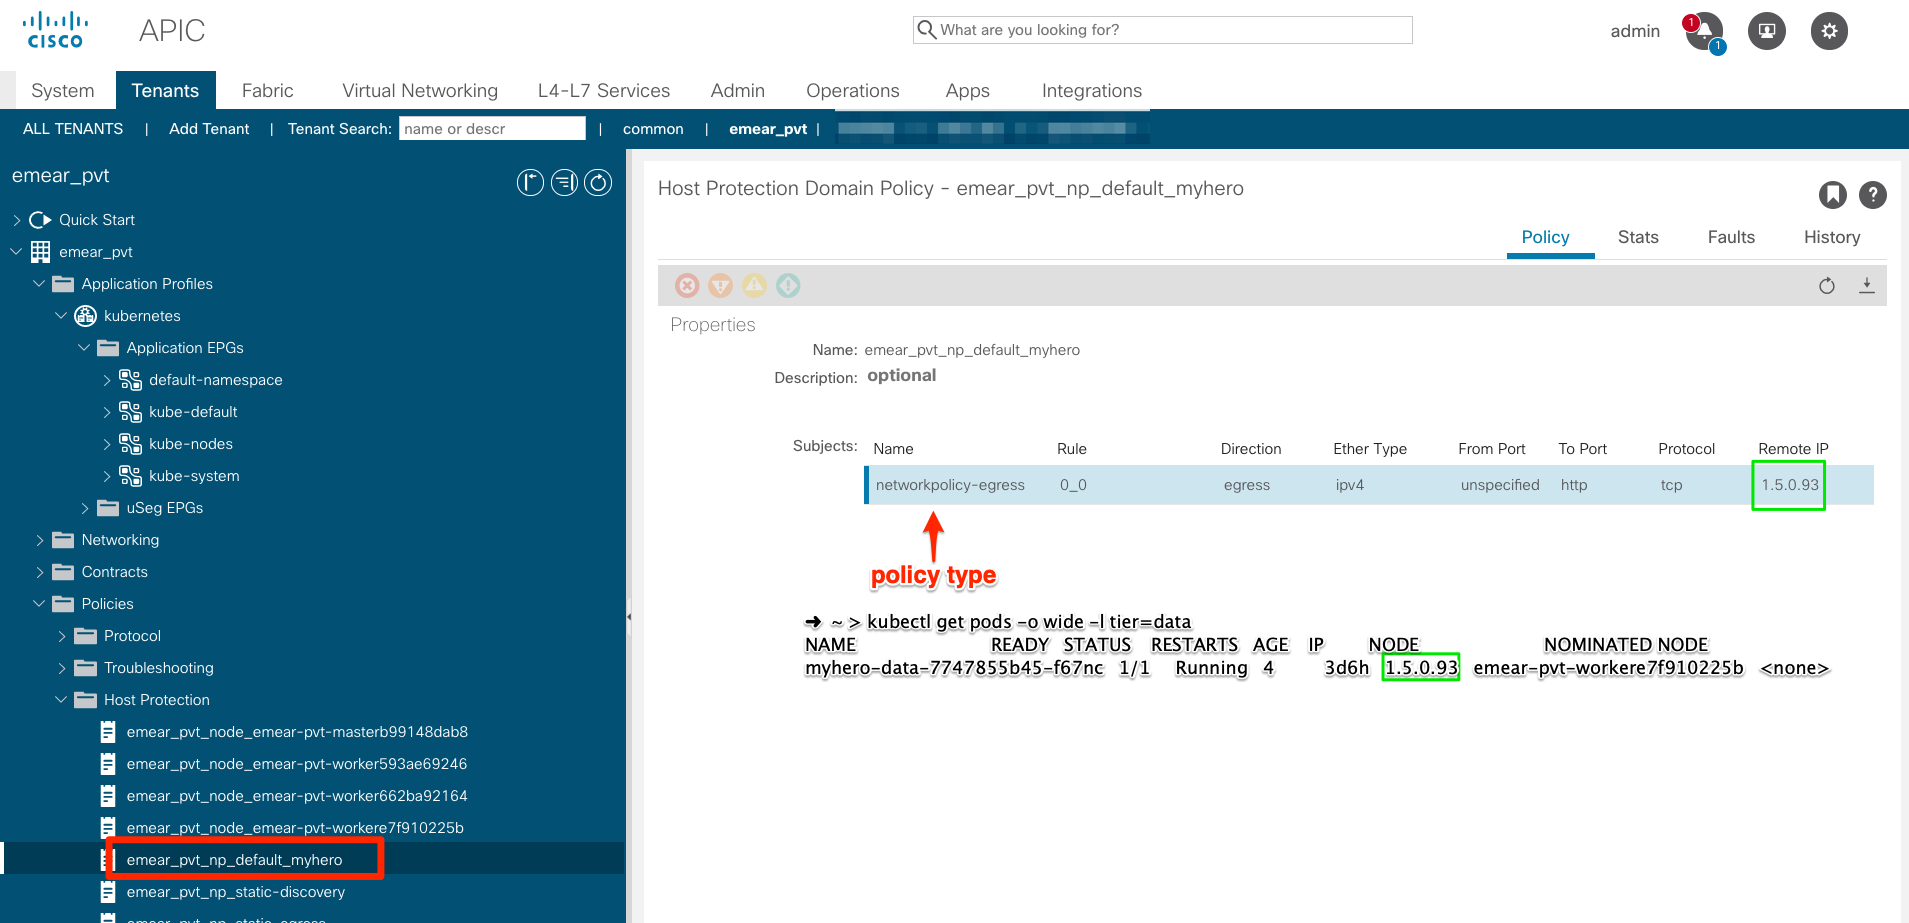 cisco APIC What are you looking for? admin 1 1
System Tenants Fabric Virtual Networking L4-L7 Services Admin Operations Apps Integrations
ALL TENANTS | Add Tenant | Tenant Search: name or descr | common | emear_pvt |
emear_pvt
Quick Start
emear_pvt
Application Profiles
kubernetes
Application EPGs
default-namespace
kube-default
kube-nodes
kube-system
uSeg EPGs
Networking
Contracts
Policies
Protocol
Troubleshooting
Host Protection
emear_pvt_node_emear-pvt-masterb99148dab8
emear_pvt_node_emear-pvt-worker593ae69246
emear_pvt_node_emear-pvt-worker662ba92164
emear_pvt_node_emear-pvt-workere7f910225b
emear_pvt_np_default_myhero
emear_pvt_np_static-discovery
emear_pvt_np_static-egress
Host Protection Domain Policy - emear_pvt_np_default_myhero
?
Policy Stats Faults History
Properties
Name: emear_pvt_np_default_myhero
Description: optional
Subjects: Name Rule Direction Ether Type From Port To Port Protocol Remote IP
networkpolicy-egress 0_0 egress ipv4 unspecified http tcp 1.5.0.93
policy type
➜ ~ > kubectl get pods -o wide -l tier=data
NAME READY STATUS RESTARTS AGE IP NODE NOMINATED NODE
myhero-data-7747855b45-f67nc 1/1 Running 4 3d6h 1.5.0.93 emear-pvt-workere7f910225b <none>